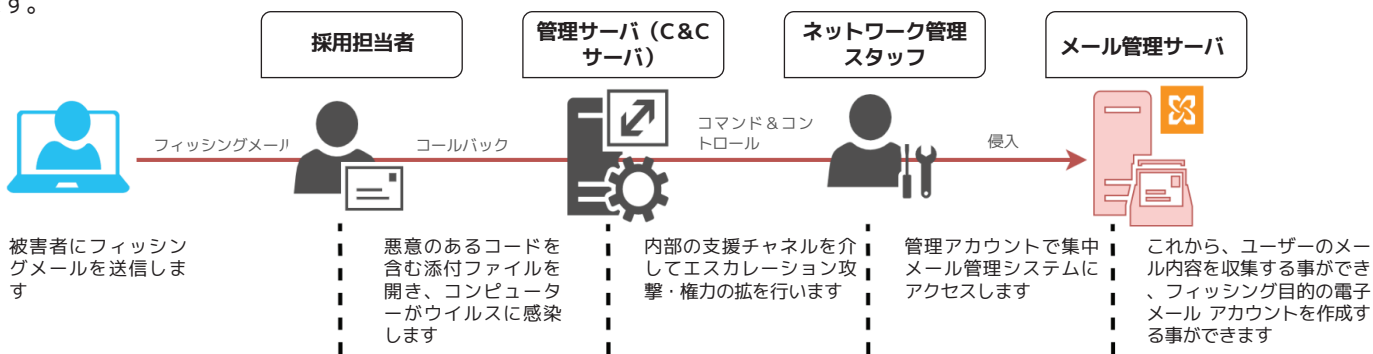 す。
採用担当者
管理サーバ（C&C
サーバ）
ネットワーク管理
スタッフ
メール管理サーバ
フィッシングメール
コールバック
コマンド＆コン
トロール
侵入
被害者にフィッシン
グメールを送信しま
す
悪意のあるコードを
含む添付ファイルを
開き、コンピュータ
ーがウイルスに感染
します
内部の支援チャネルを介
してエスカレーション攻
撃・権力の拡を行います
管理アカウントで集中
メール管理システムに
アクセスします
これから、ユーザーのメー
ル内容を収集する事ができ
、フィッシング目的の電子
メール アカウントを作成す
る事ができます